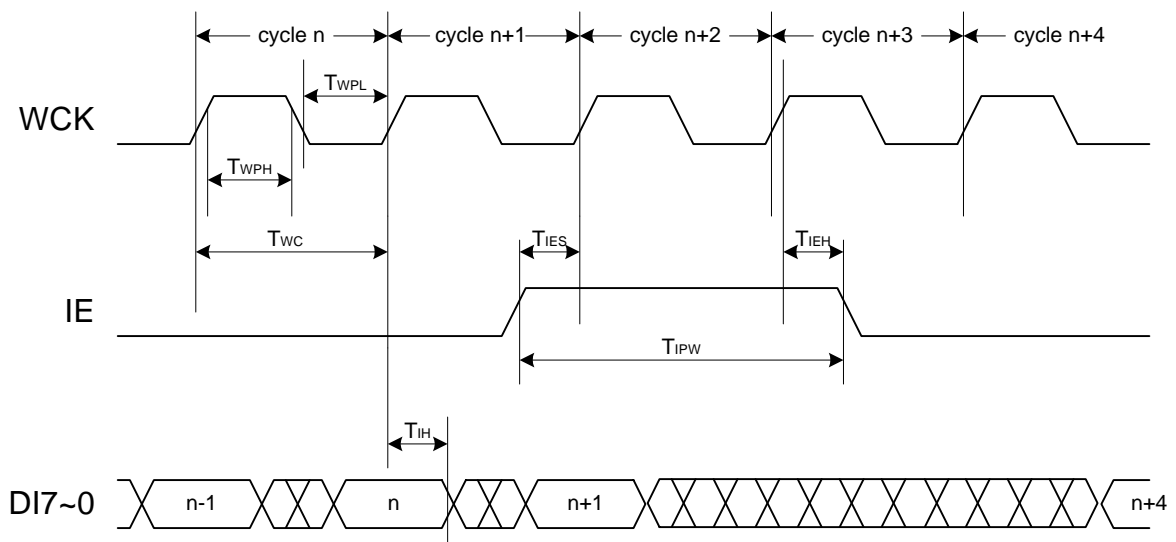 cycle n cycle n+1 cycle n+2 cycle n+3 cycle n+4
TWPL
WCK
TWPH
TWC TIES TIEH
IE
TIPW
TIH
DI7~0 n-1 n n+1 n+4